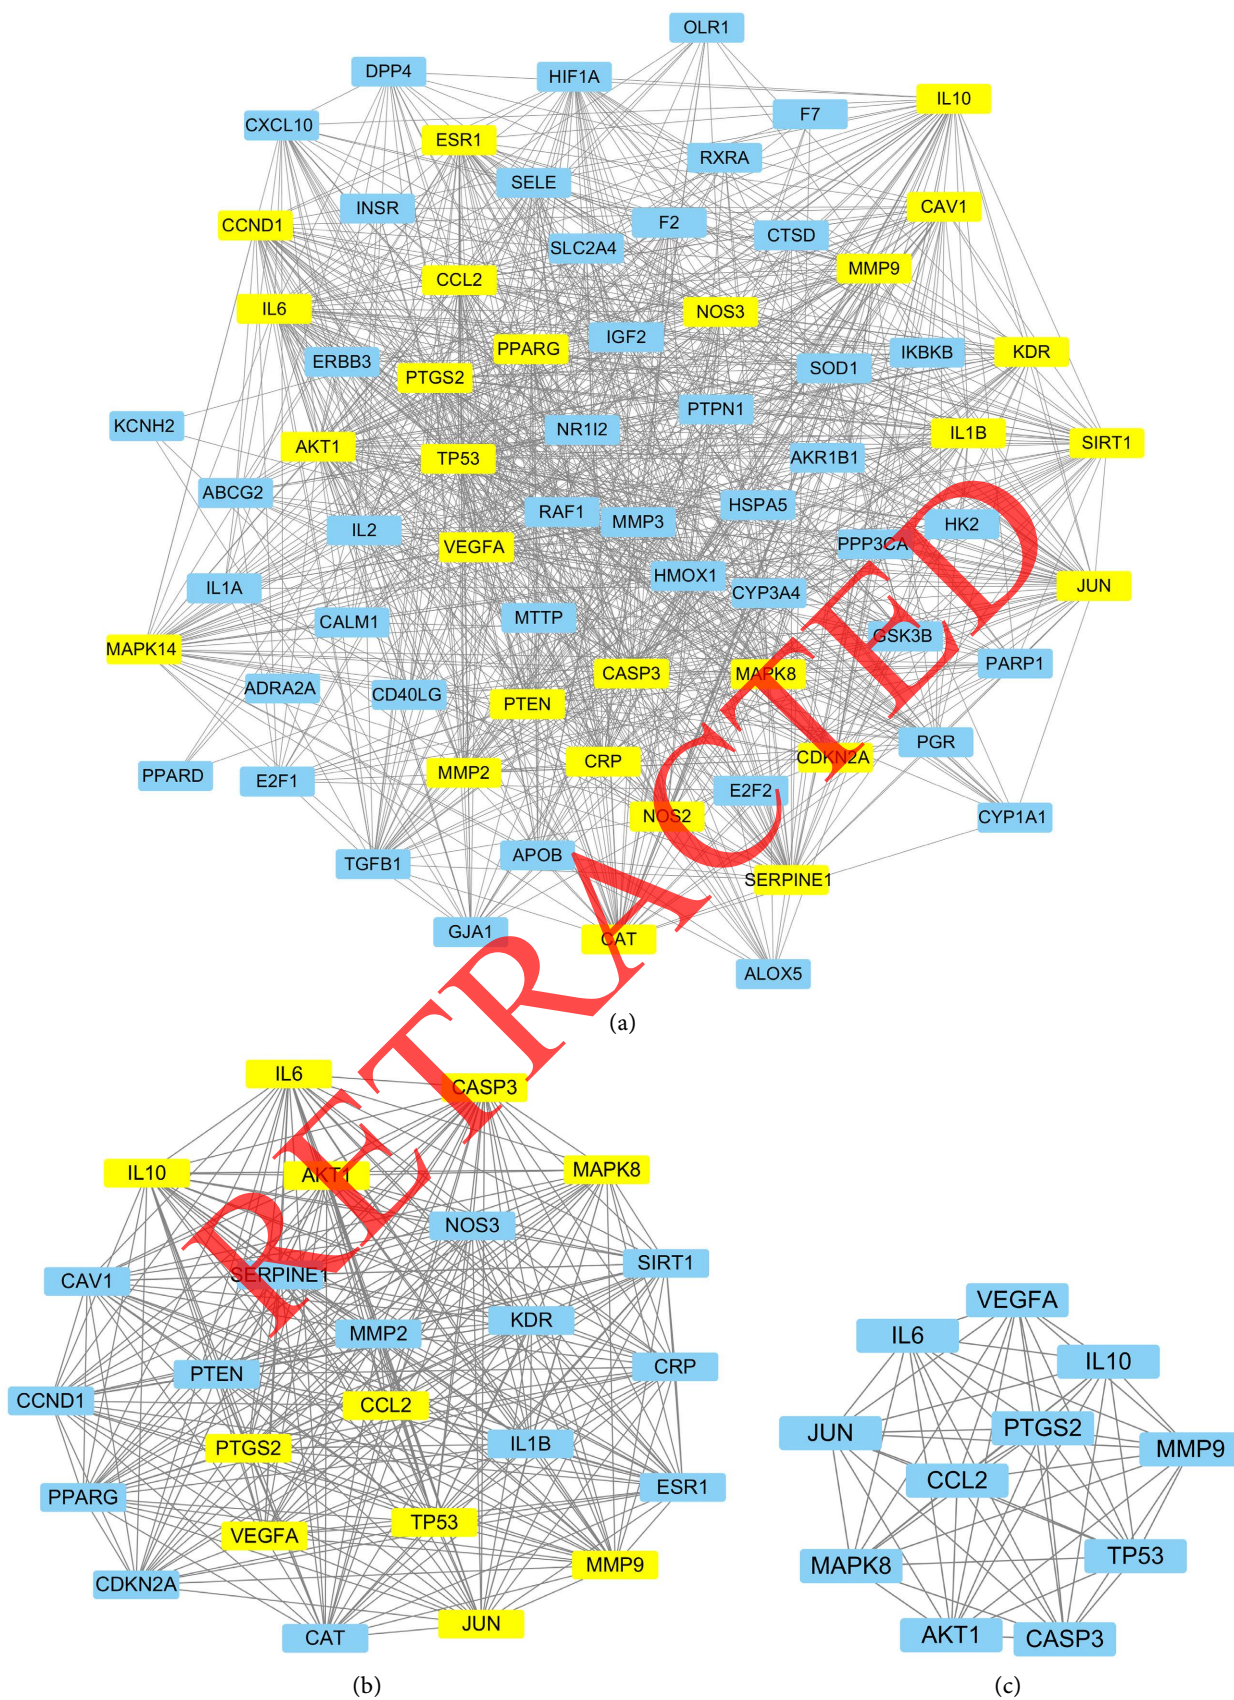 OLR1
DPP4
HIF1A
IL10
F7
CXCL10
ESR1
RXRA
SELE
INSR
CAV1
CCND1
F2
CTSD
SLC2A4
MMP9
CCL2
IL6
NOS3
IGF2
PPARG
IKBKB
KDR
ERBB3
SOD1
PTGS2
PTPN1
KCNH2
NR1I2
IL1B
SIRT1
AKT1
TP53
AKR1B1
ABCG2
HSPA5
RAF1
MMP3
HK2
IL2
PPP3CA
VEGFA
HMOX1
IL1A
CYP3A4
JUN
MTTP
CALM1
GSK3B
MAPK14
PARP1
CASP3
MAPK8
ADRA2A
CD40LG
PTEN
PGR
CDKN2A
CRP
MMP2
PPARD
E2F1
E2F2
NOS2
CYP1A1
TGFB1
APOB
SERPINE1
GJA1
CAT
ALOX5
(a)
RETRACTED
IL6
CASP3
IL10
AKT1
MAPK8
NOS3
SIRT1
SERPINE1
CAV1
KDR
MMP2
CRP
PTEN
CCND1
CCL2
IL1B
PTGS2
ESR1
PPARG
TP53
VEGFA
MMP9
CDKN2A
JUN
CAT
(b)
VEGFA
IL6
IL10
PTGS2
JUN
MMP9
CCL2
TP53
MAPK8
AKT1
CASP3
(c)